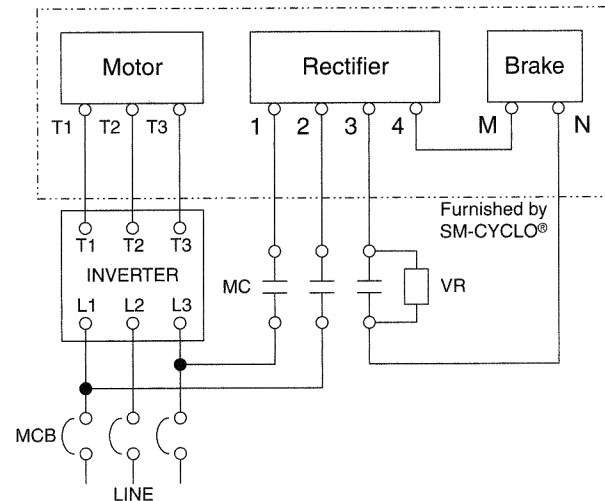 Motor
Rectifier
Brake
T1 T2 T3
1 2 3 4 M N
Furnished by
SM-CYCLO®
T1 T2 T3
INVERTER
L1 L2 L3
MC
VR
MCB
LINE